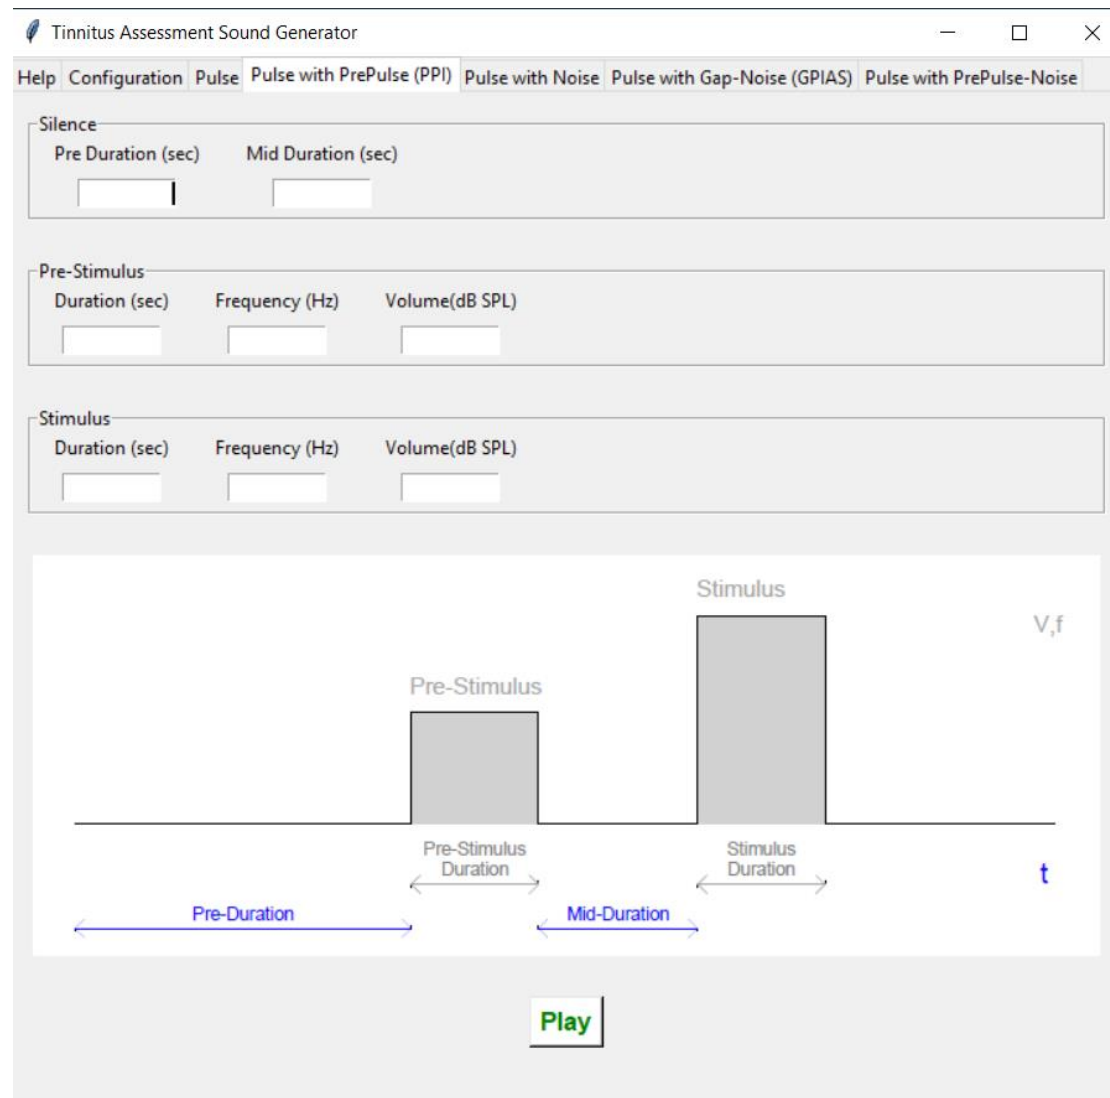 Tinnitus Assessment Sound Generator
Help Configuration Pulse Pulse with PrePulse (PPI) Pulse with Noise Pulse with Gap-Noise (GPIAS) Pulse with PrePulse-Noise
Silence
Pre Duration (sec) Mid Duration (sec)
Pre-Stimulus
Duration (sec) Frequency (Hz) Volume(dB SPL)
Stimulus
Duration (sec) Frequency (Hz) Volume(dB SPL)
Stimulus
V,f
Pre-Stimulus
Pre-Stimulus
Duration
Stimulus
Duration
t
Pre-Duration
Mid-Duration
Play